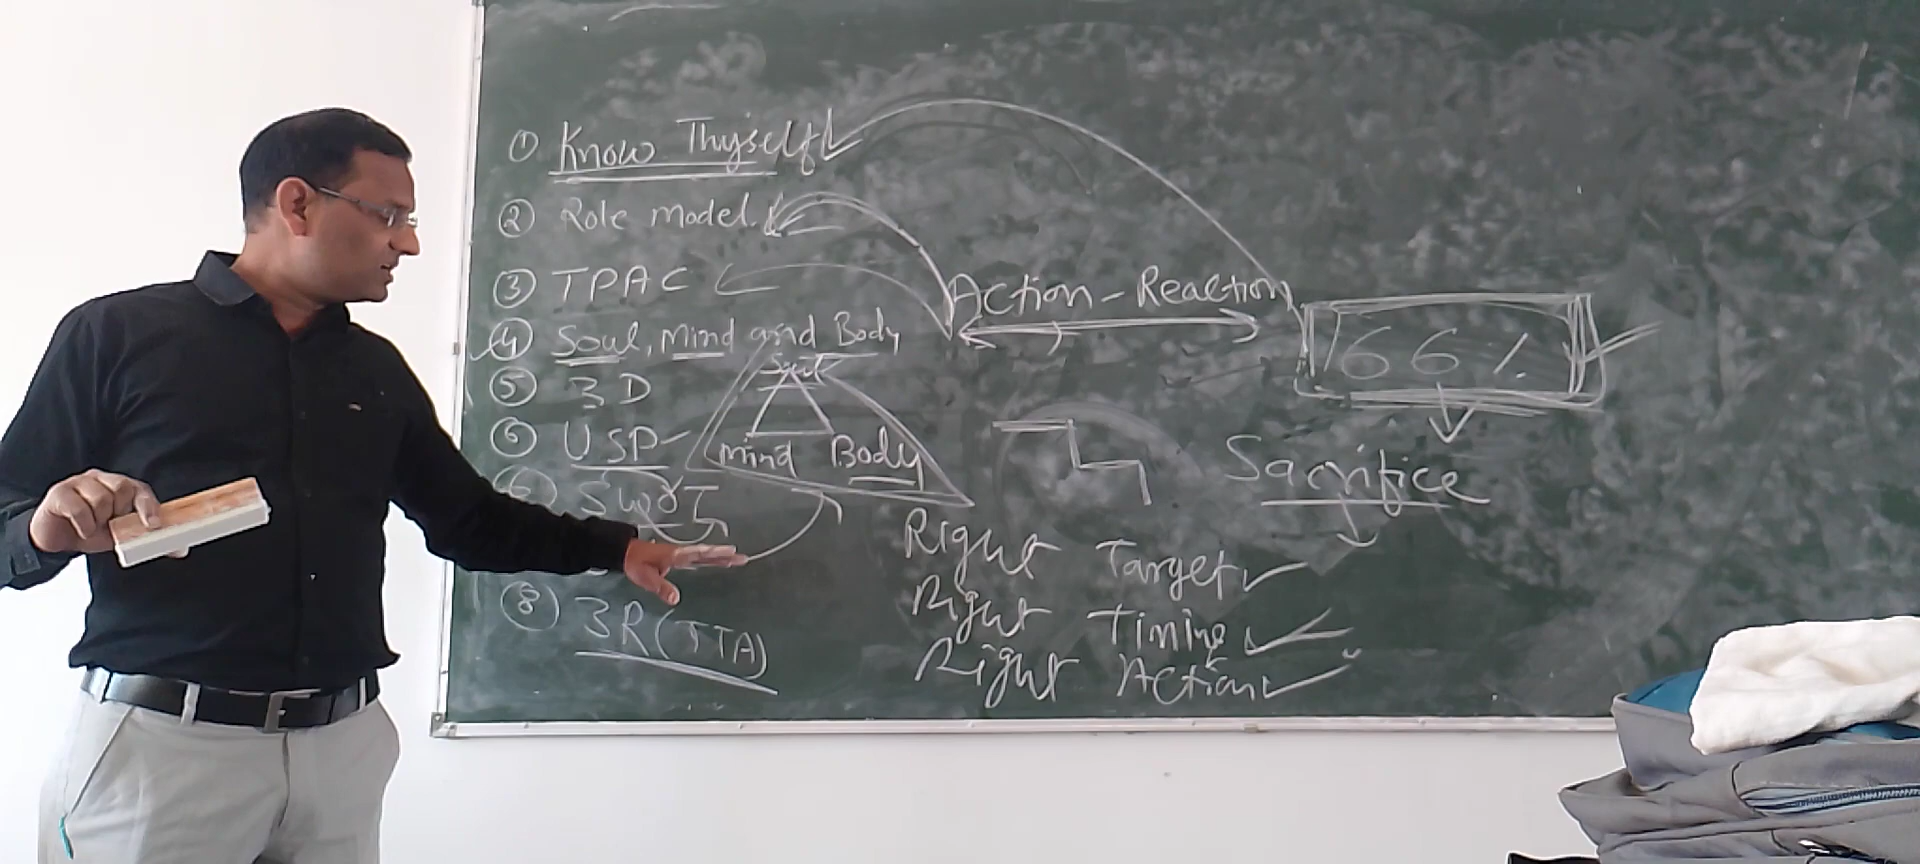 ① Know Thyself
② Role model.
③ TPAC
④ Soul, Mind and Body
⑤ 3D
⑥ USP
SWOT
⑧ 3R (TTA)
Soul
Mind Body
Action - Reaction
66%
Sacrifice
Right Target
Right Timing
Right Action